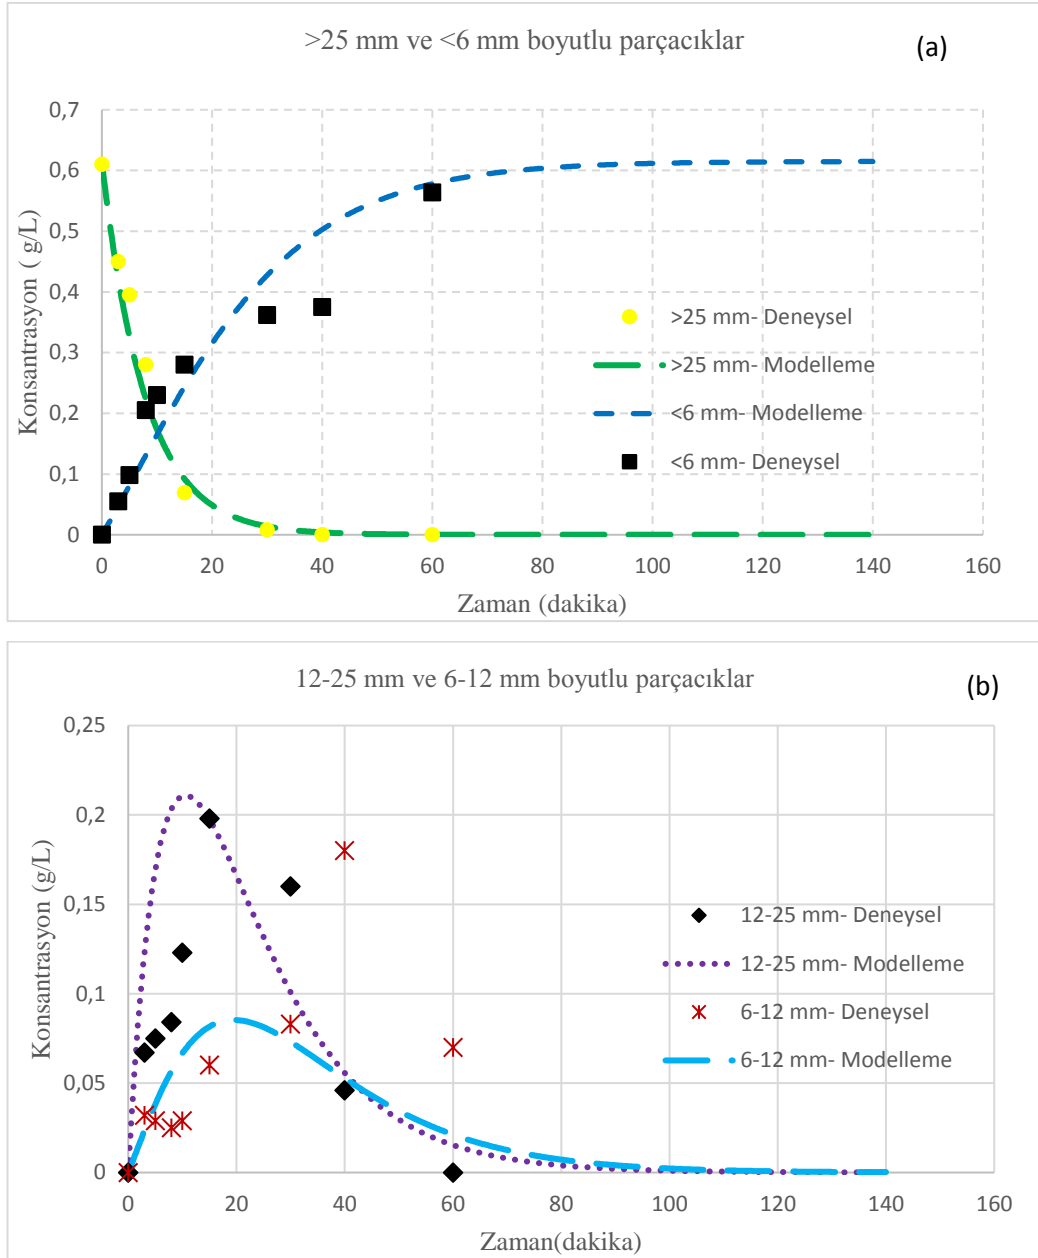 >25 mm ve <6 mm boyutlu parçacıklar
(a)
0,7
0,6
0,5
0,4
0,3
0,2
0,1
0
Konsantrasyon ( g/L)
>25 mm- Deneysel
>25 mm- Modelleme
<6 mm- Modelleme
<6 mm- Deneysel
0 20 40 60 80 100 120 140 160
Zaman (dakika)
12-25 mm ve 6-12 mm boyutlu parçacıklar
(b)
0,25
0,2
0,15
0,1
0,05
0
Konsantrasyon (g/L)
12-25 mm- Deneysel
12-25 mm- Modelleme
6-12 mm- Deneysel
6-12 mm- Modelleme
0 20 40 60 80 100 120 140 160
Zaman(dakika)